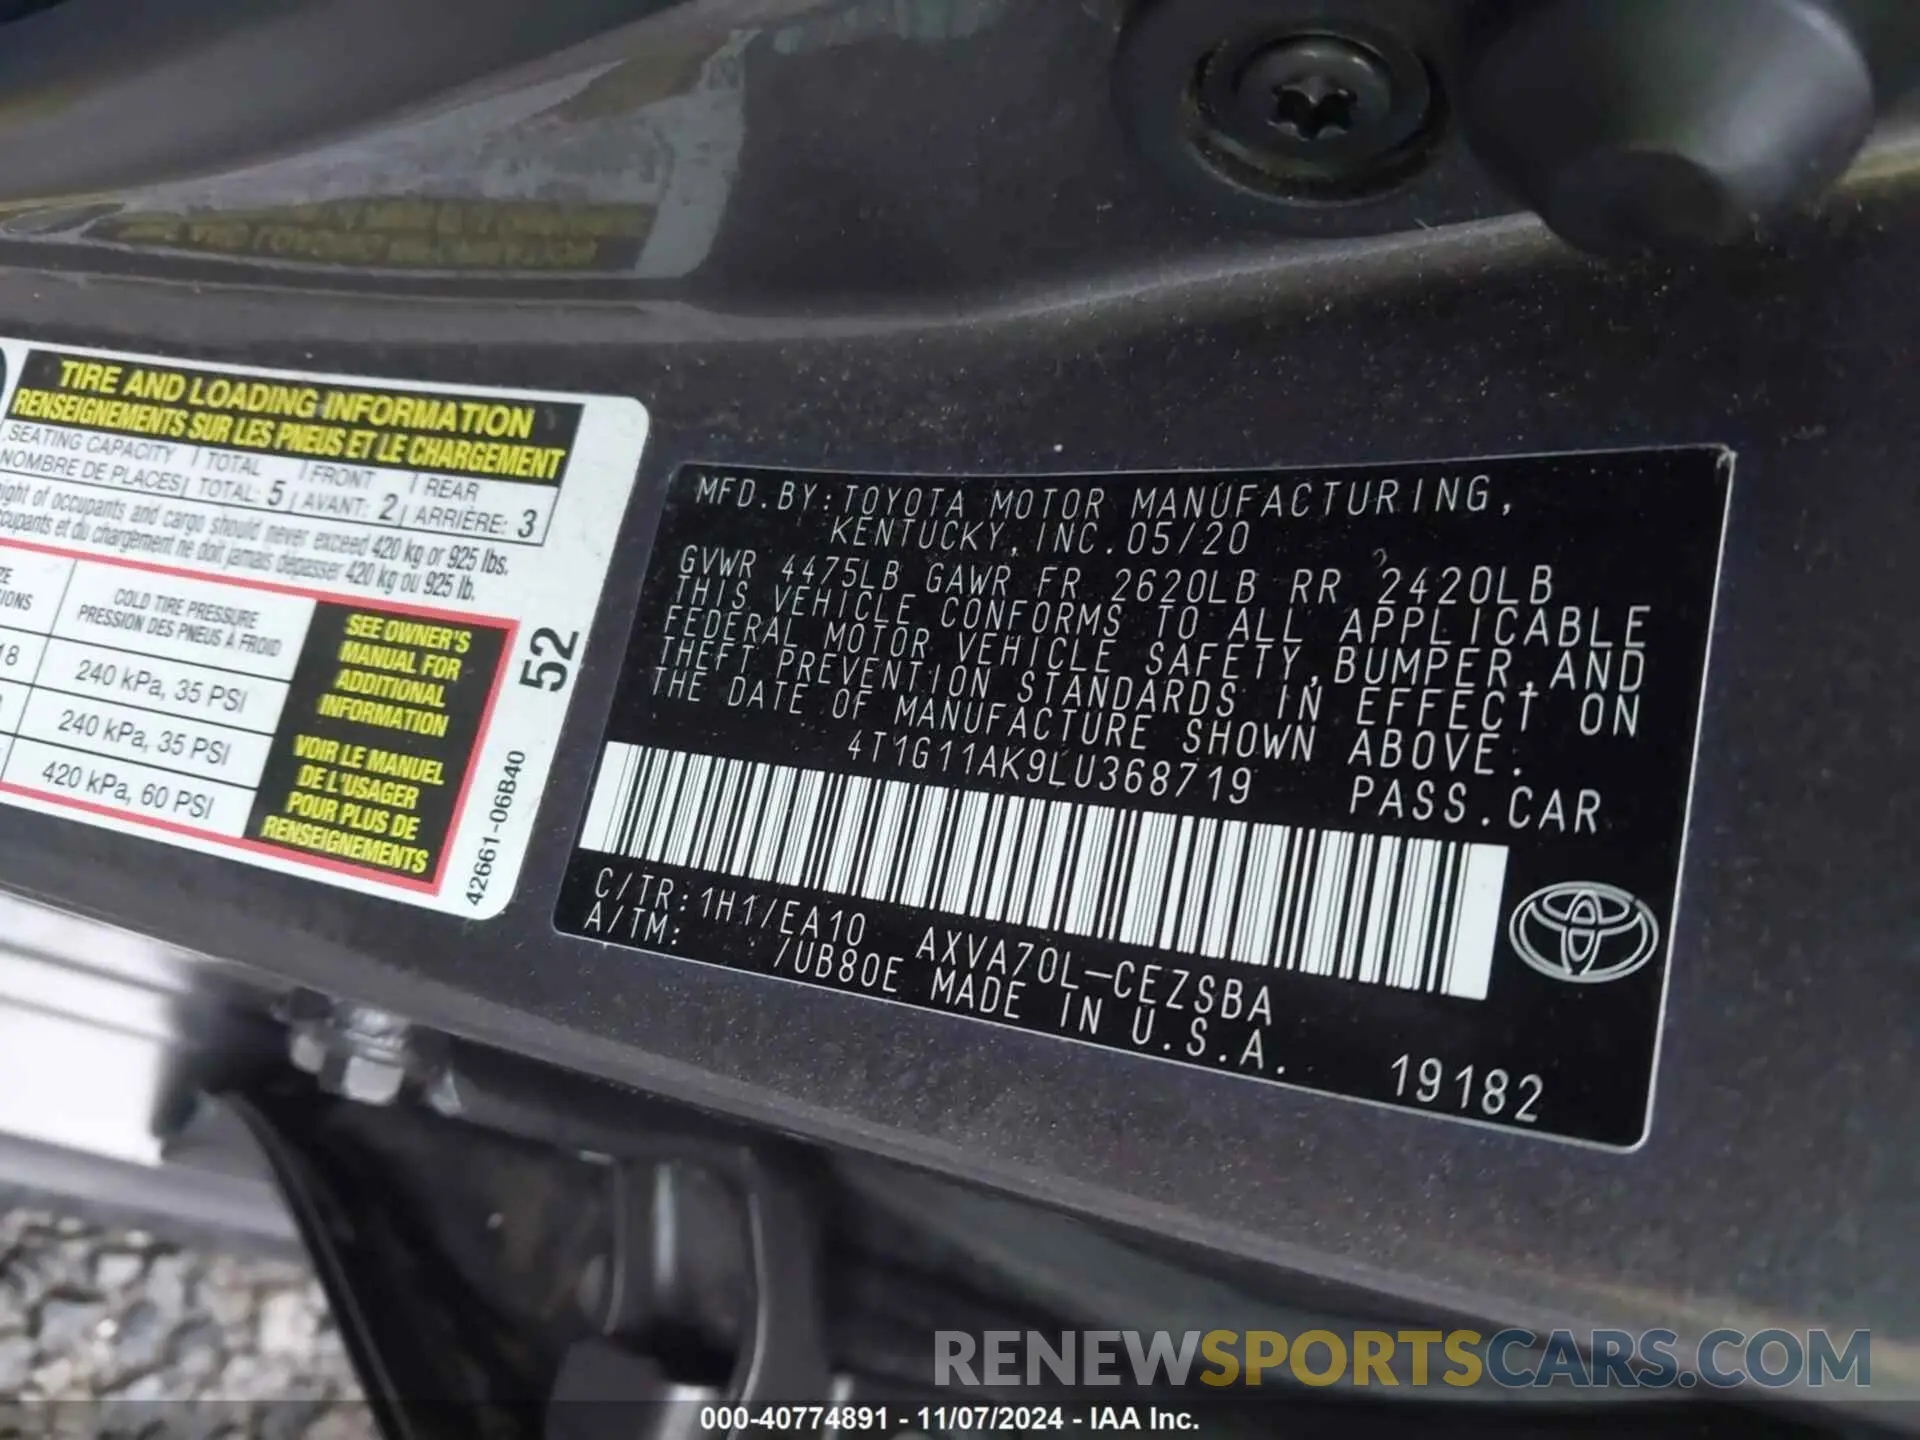 TIRE AND LOADING INFORMATION
RENSEIGNEMENTS SUR LES PNEUS ET LE CHARGEMENT
SEATING CAPACITY TOTAL FRONT REAR
NOMBRE DE PLACES TOTAL: 5 AVANT: 2 ARRIÈRE: 3
of occupants and cargo should never exceed 420 kg or 925 lbs.
et du chargement ne doit jamais dépasser 420 kg ou 925 lb.
COLD TIRE PRESSURE
PRESSION DES PNEUS À FROID
240 kPa, 35 PSI
240 kPa, 35 PSI
420 kPa, 60 PSI
SEE OWNER'S
MANUAL FOR
ADDITIONAL
INFORMATION
VOIR LE MANUEL
DE L'USAGER
POUR PLUS DE
RENSEIGNEMENTS
52
42661-06B40
MFD.BY:TOYOTA MOTOR MANUFACTURING,
KENTUCKY,INC.05/20
GVWR 4475LB GAWR FR 2620LB RR 2420LB
THIS VEHICLE CONFORMS TO ALL APPLICABLE
FEDERAL MOTOR VEHICLE SAFETY,BUMPER,AND
THEFT PREVENTION STANDARDS IN EFFECT ON
THE DATE OF MANUFACTURE SHOWN ABOVE.
4T1G11AK9LU368719 PASS.CAR
C/TR:1H1/EA10 AXVA70L-CEZSBA
A/TM: /UB80E MADE IN U.S.A.
19182
RENEWSPORTSCARS.COM
000-40774891 - 11/07/2024 - IAA Inc.